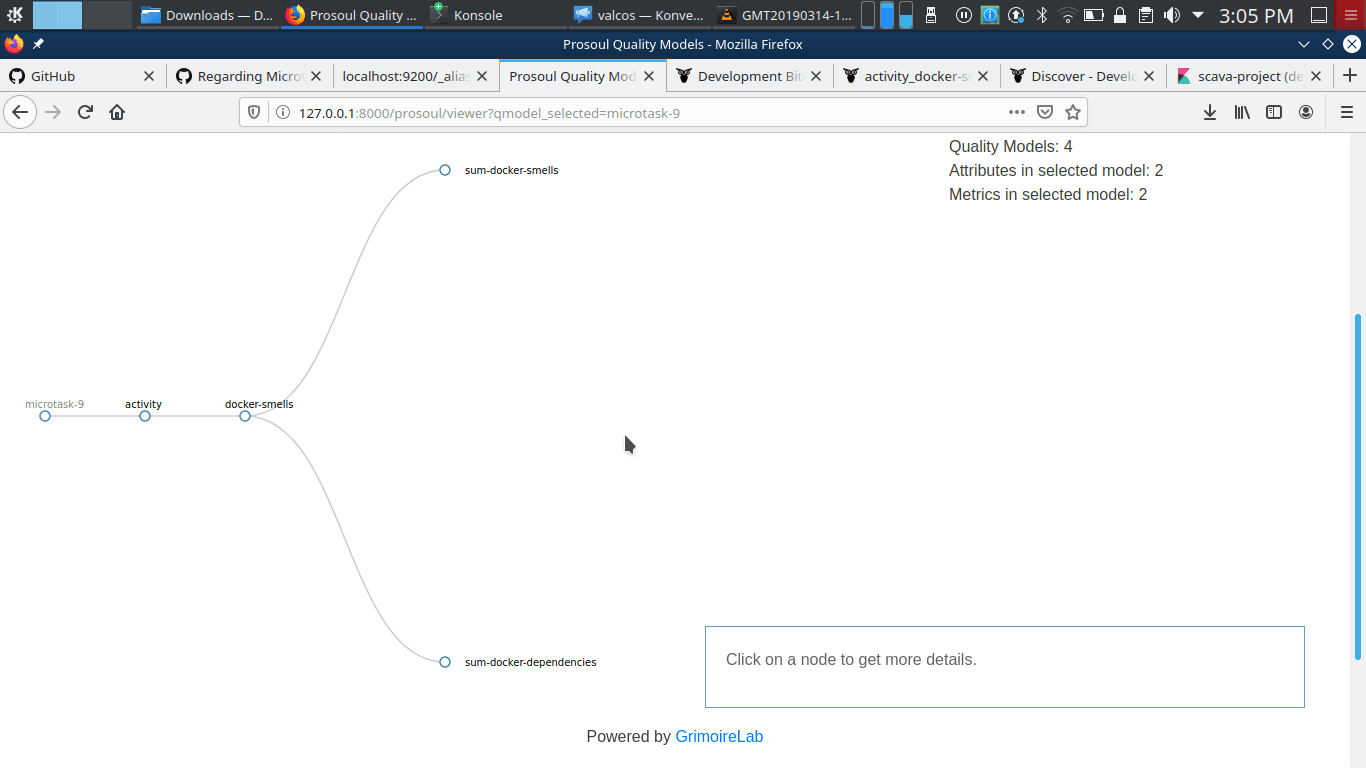 Downloads — D...
Prosoul Quality ...
Konsole
valcos — Konve...
GMT20190314-1...
3:05 PM
Prosoul Quality Models - Mozilla Firefox
GitHub
Regarding Micro
localhost:9200/_alias
Prosoul Quality Mod
Development Bit
activity_docker-s
Discover - Develo
scava-project (de
127.0.0.1:8000/prosoul/viewer?qmodel_selected=microtask-9
Quality Models: 4
Attributes in selected model: 2
Metrics in selected model: 2
sum-docker-smells
microtask-9
activity
docker-smells
sum-docker-dependencies
Click on a node to get more details.
Powered by GrimoireLab